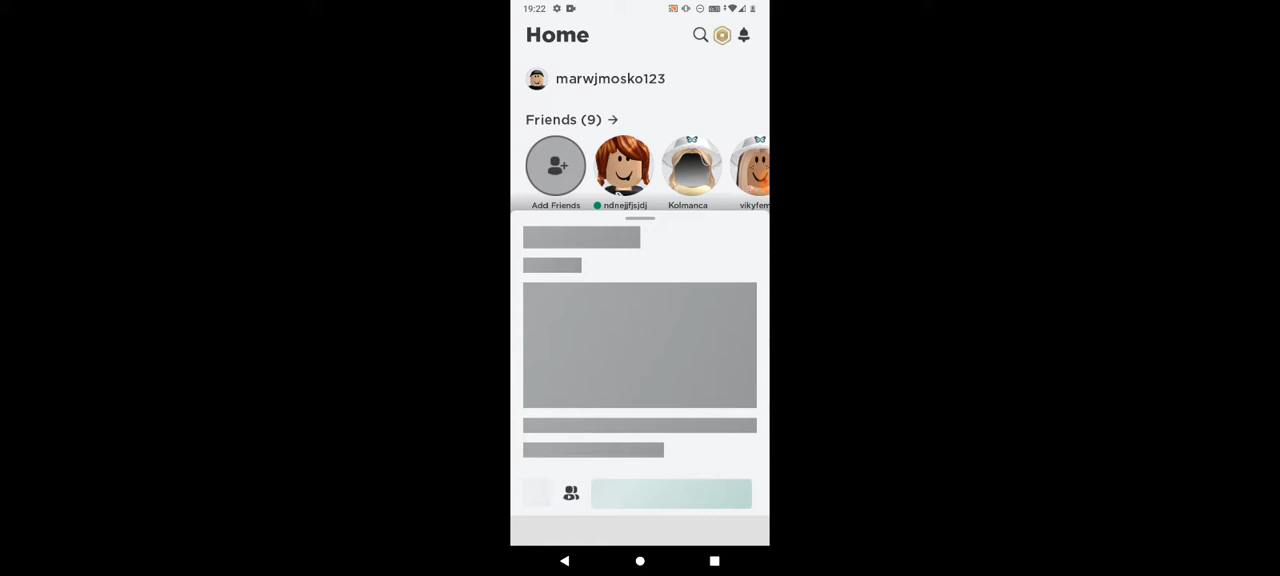 19:22
Home
marwjmosko123
Friends (9) →
Add Friends
ndnejjfjsjdj
Kolmanca
vikyfem